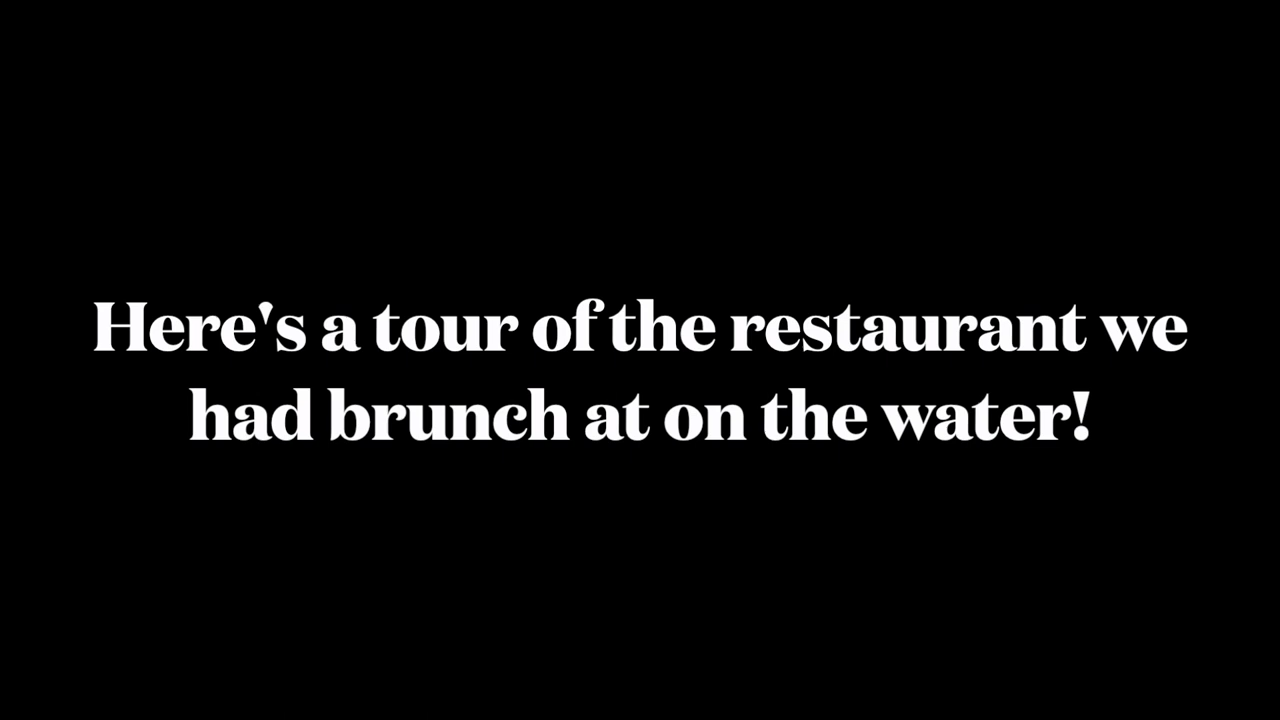 Here's a tour of the restaurant we
had brunch at on the water!